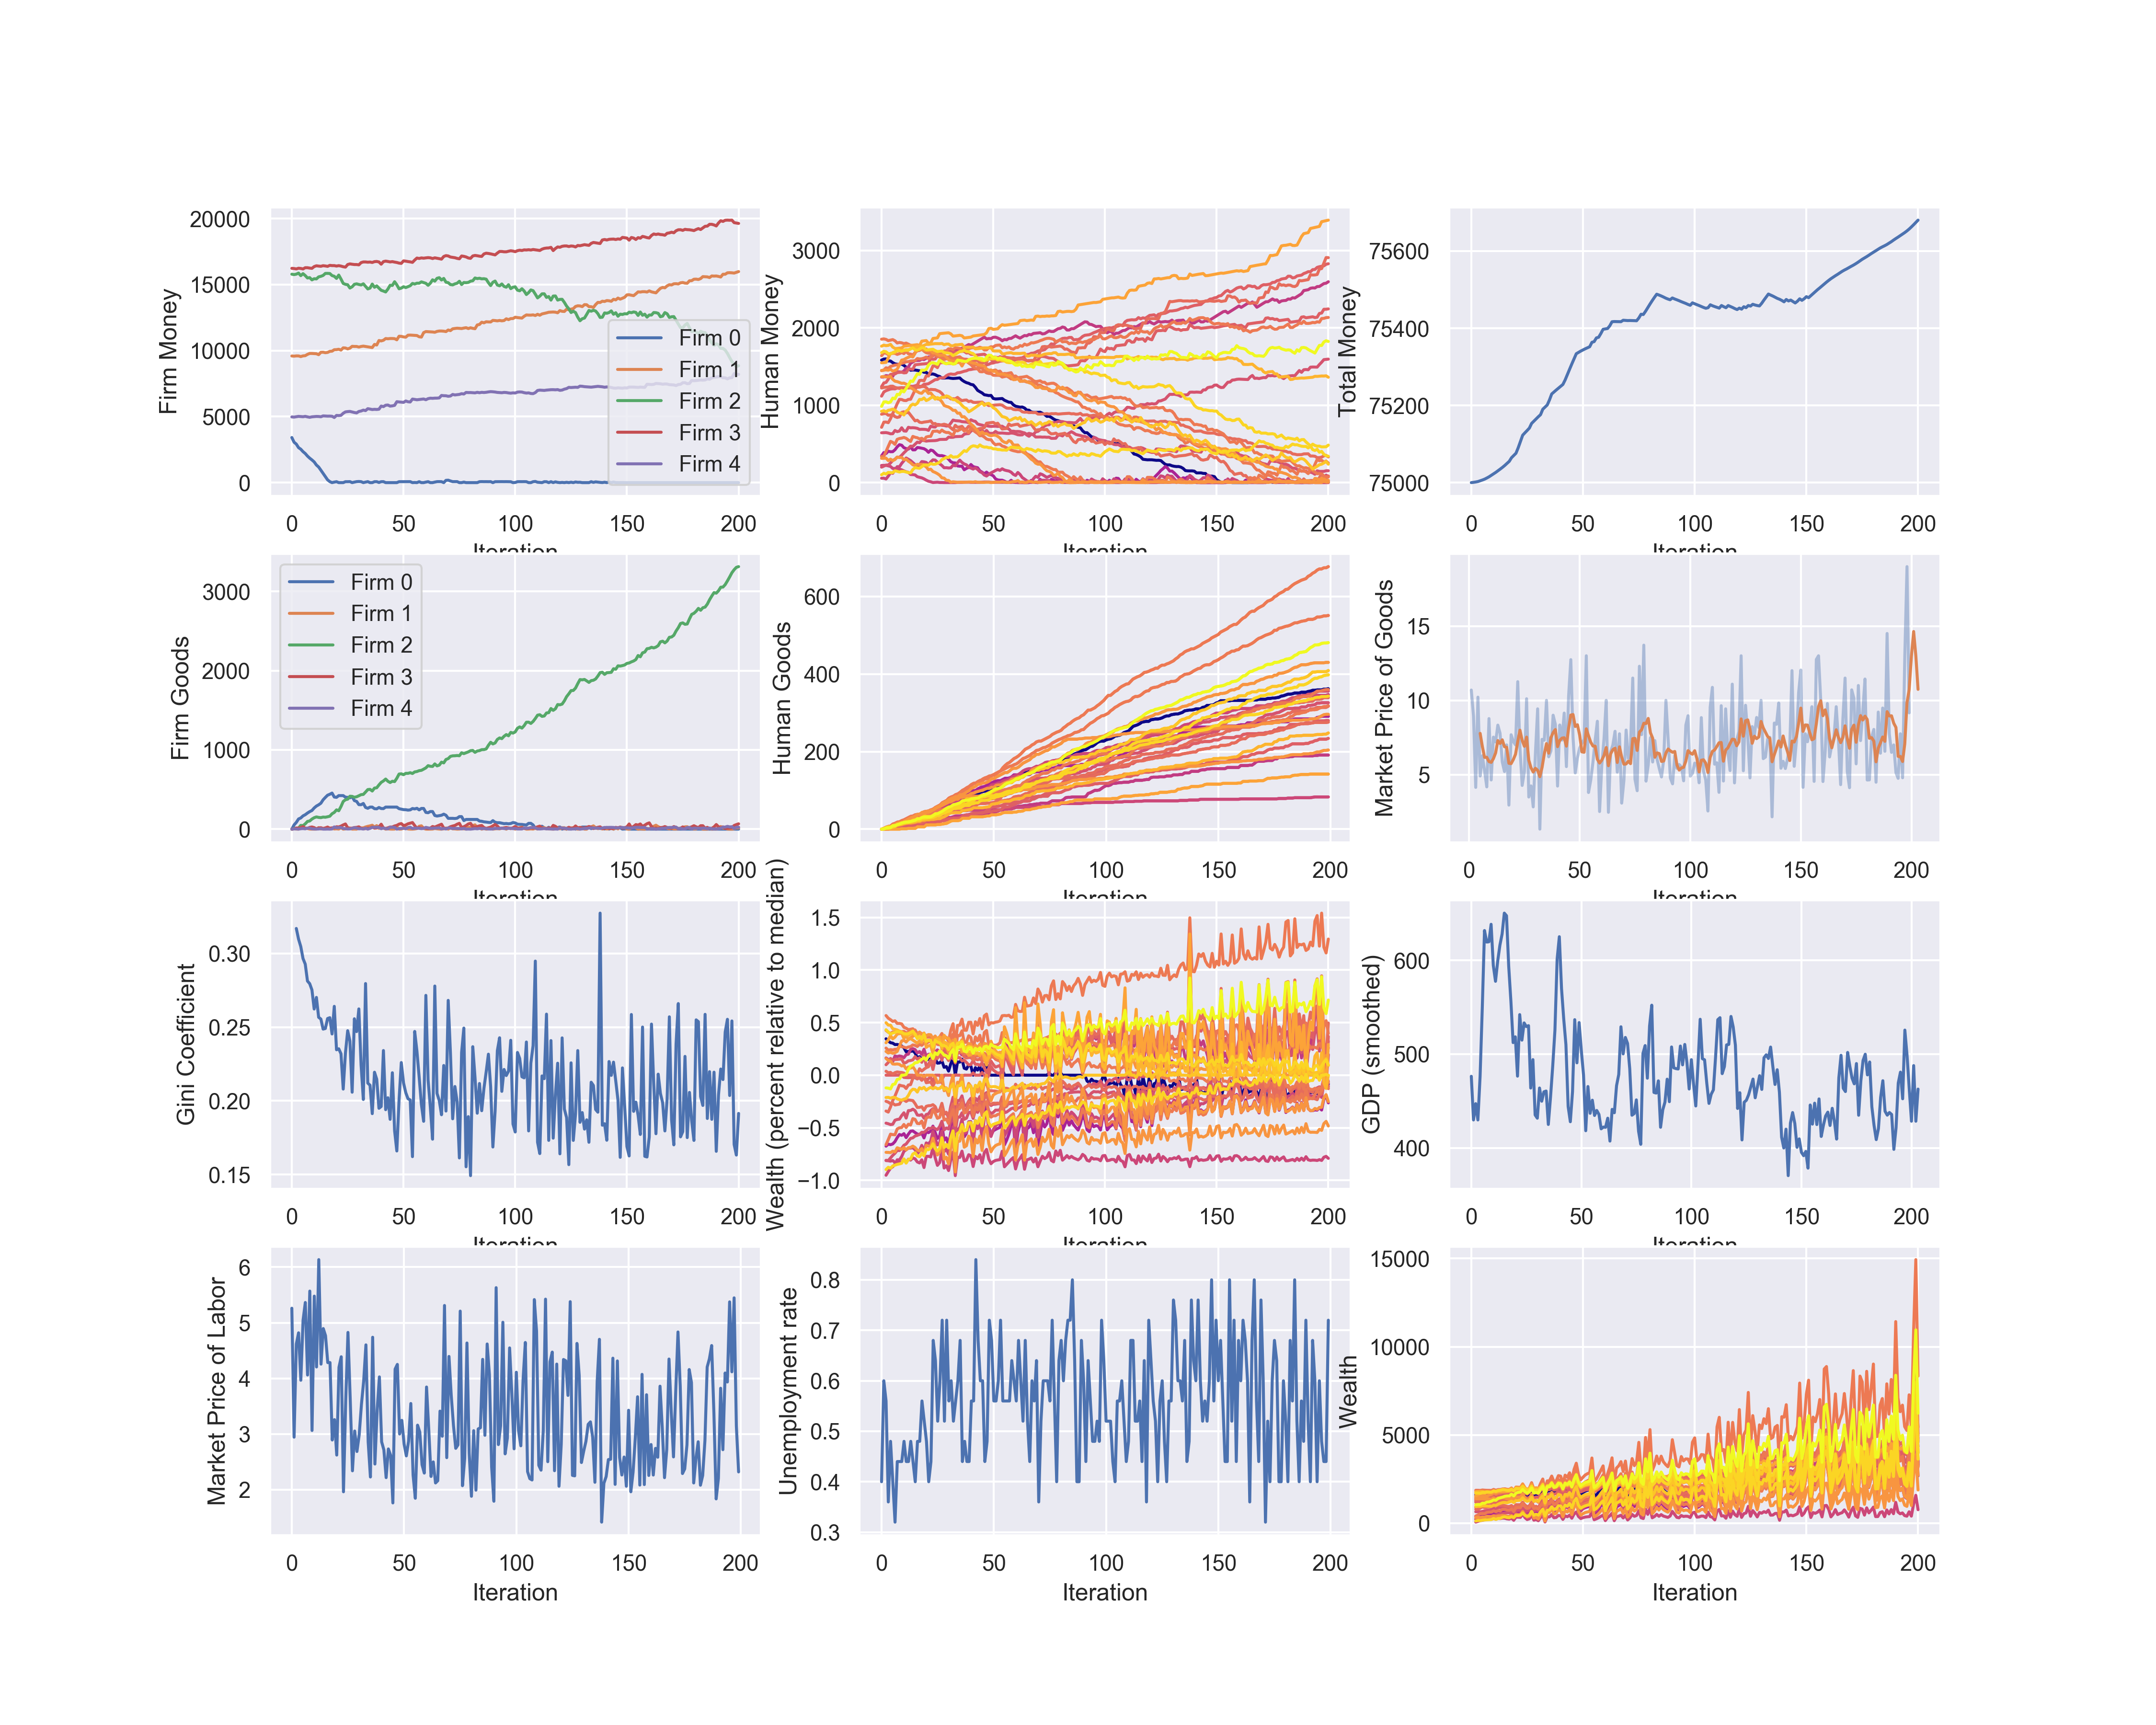 Firm Money
20000
15000
10000
5000
0
Firm 0
Firm 1
Firm 2
Firm 3
Firm 4
0 50 100 150 200
Iteration
Human Money
3000
2000
1000
0
0 50 100 150 200
Iteration
Total Money
75600
75400
75200
75000
0 50 100 150 200
Iteration
Firm Goods
3000
2000
1000
0
Firm 0
Firm 1
Firm 2
Firm 3
Firm 4
0 50 100 150 200
Iteration
Human Goods
600
400
200
0
0 50 100 150 200
Iteration
Market Price of Goods
15
10
5
0 50 100 150 200
Iteration
Gini Coefficient
0.30
0.25
0.20
0.15
0 50 100 150 200
Iteration
Wealth (percent relative to median)
1.5
1.0
0.5
0.0
−0.5
−1.0
0 50 100 150 200
Iteration
GDP (smoothed)
600
500
400
0 50 100 150 200
Iteration
Market Price of Labor
6
5
4
3
2
0 50 100 150 200
Iteration
Unemployment rate
0.8
0.7
0.6
0.5
0.4
0.3
0 50 100 150 200
Iteration
Wealth
15000
10000
5000
0
0 50 100 150 200
Iteration